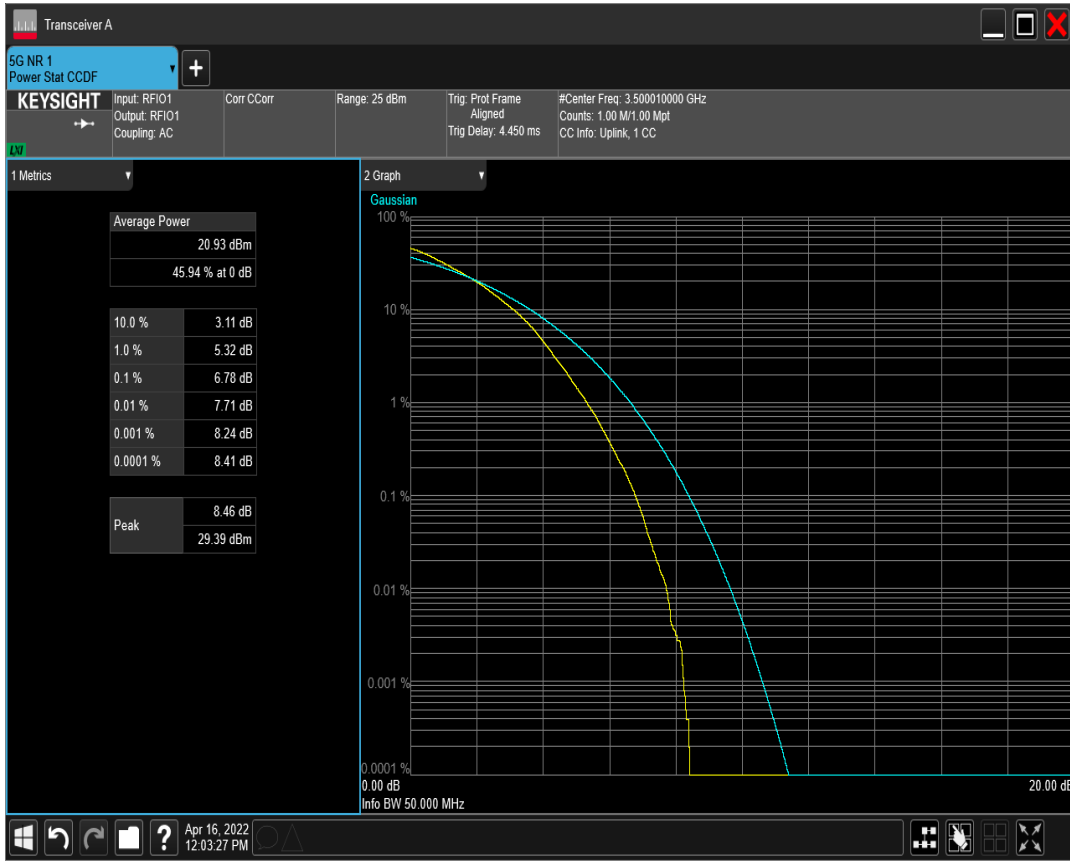 Transceiver A
5G NR 1
Power Stat CCDF
+
KEYSIGHT
LXI
Input: RFIO1
Output: RFIO1
Coupling: AC
Corr CCorr
Range: 25 dBm
Trig: Prot Frame
Aligned
Trig Delay: 4.450 ms
#Center Freq: 3.500010000 GHz
Counts: 1.00 M/1.00 Mpt
CC Info: Uplink, 1 CC
1 Metrics
Average Power
20.93 dBm
45.94 % at 0 dB
10.0 % 3.11 dB
1.0 % 5.32 dB
0.1 % 6.78 dB
0.01 % 7.71 dB
0.001 % 8.24 dB
0.0001 % 8.41 dB
Peak
8.46 dB
29.39 dBm
2 Graph
Gaussian
100 %
10 %
1 %
0.1 %
0.01 %
0.001 %
0.0001 %
0.00 dB 20.00 dB
Info BW 50.000 MHz
?
Apr 16, 2022
12:03:27 PM